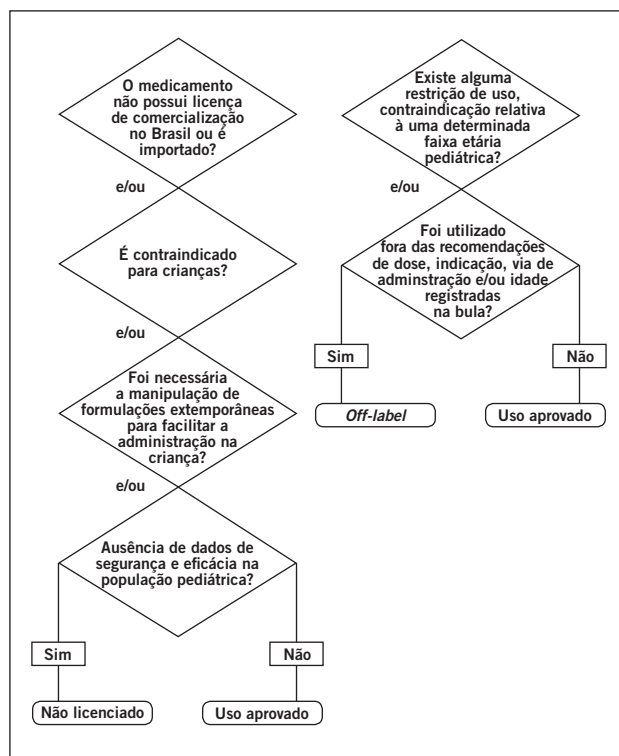 O medicamento
não possui licença
de comercialização
no Brasil ou é
importado?
e/ou
É contraindicado
para crianças?
e/ou
Foi necessária
a manipulação de
formulações extemporâneas
para facilitar a
administração na
criança?
e/ou
Ausência de dados de
segurança e eficácia na
população pediátrica?
Sim
Não
Não licenciado
Uso aprovado
Existe alguma
restrição de uso,
contraindicação relativa
à uma determinada
faixa etária
pediátrica?
e/ou
Foi utilizado
fora das recomendações
de dose, indicação, via de
adminstração e/ou idade
registradas
na bula?
Sim
Não
Off-label
Uso aprovado